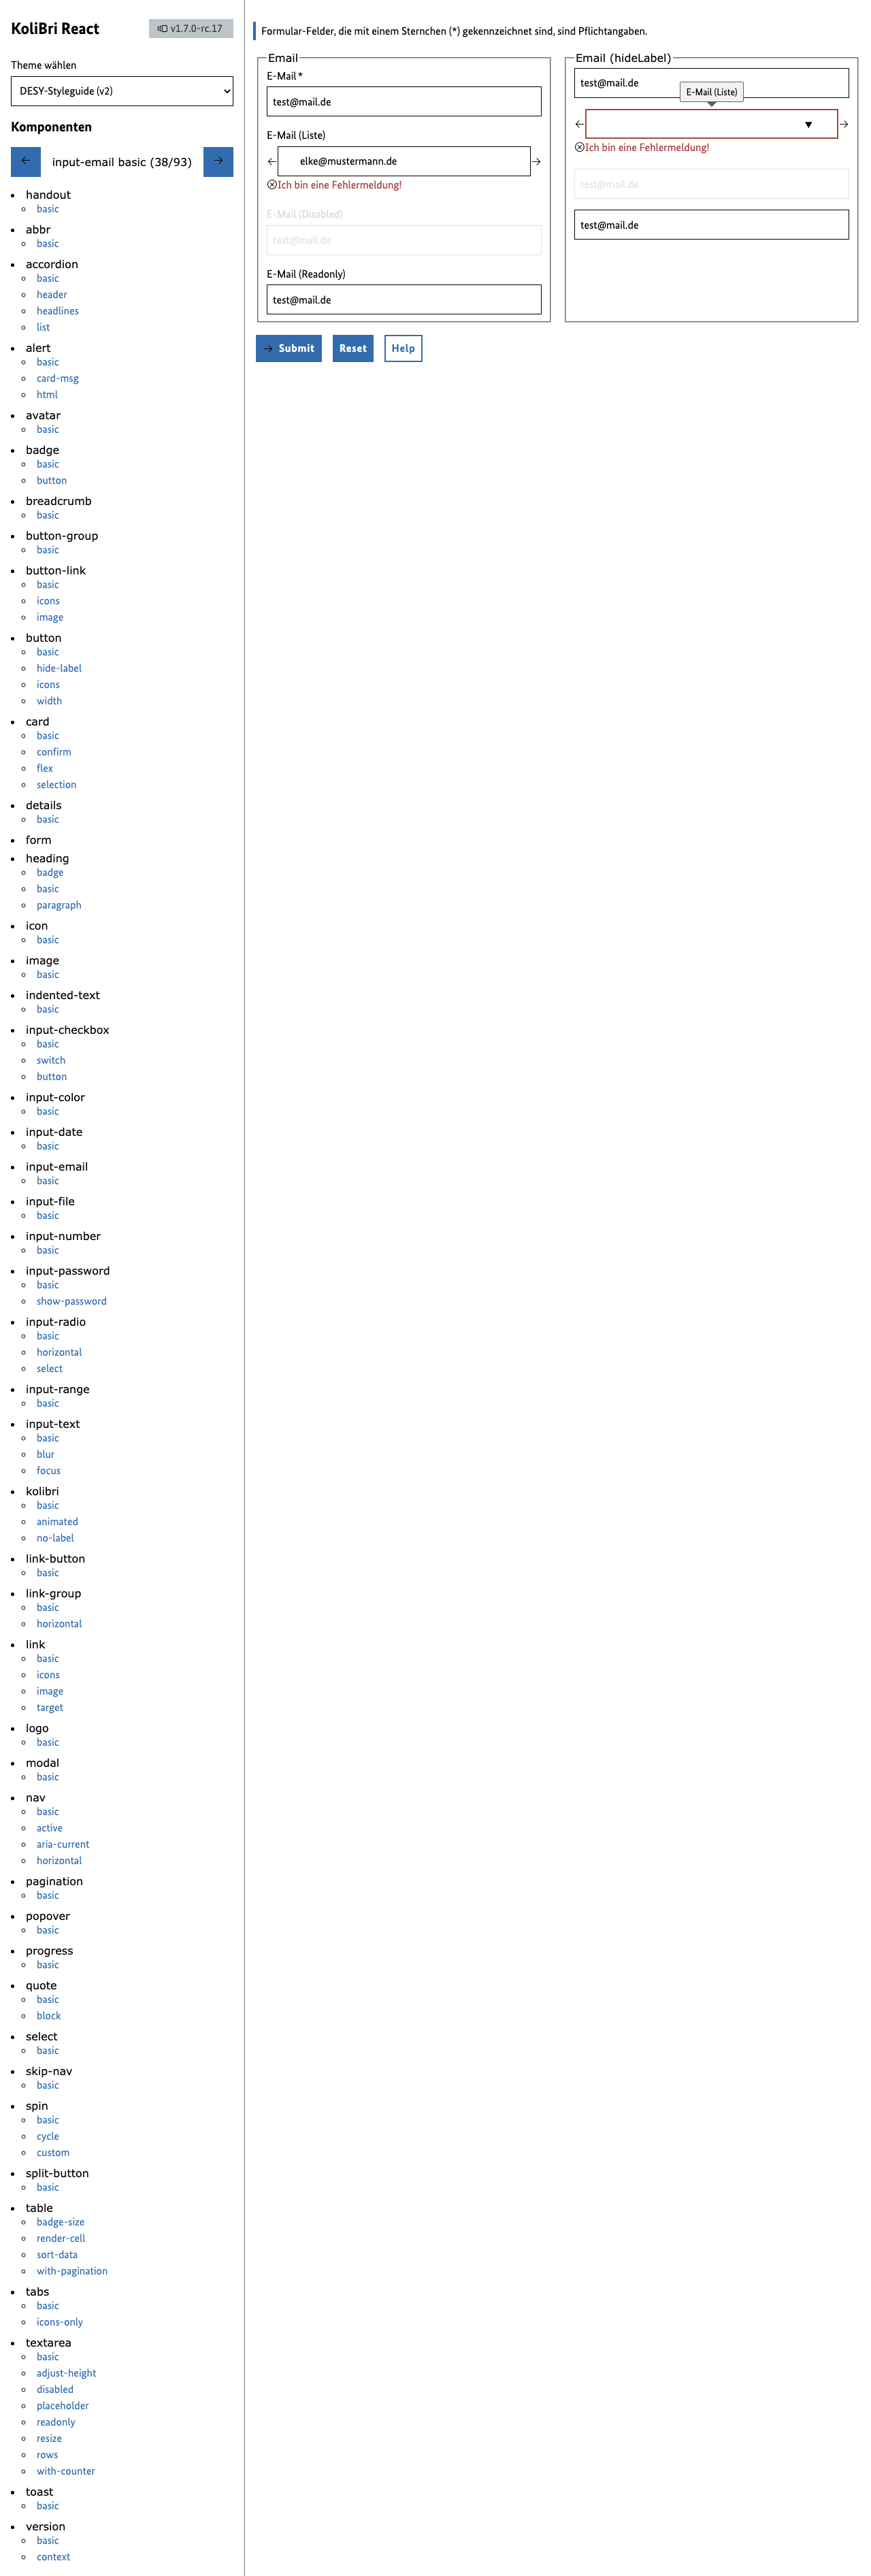 KoliBri React
v1.7.0-rc.17
Theme wählen
DESY-Styleguide (v2)
Komponenten
input-email basic (38/93)
handout
basic
abbr
basic
accordion
basic
header
headlines
list
alert
basic
card-msg
html
avatar
basic
badge
basic
button
breadcrumb
basic
button-group
basic
button-link
basic
icons
image
button
basic
hide-label
icons
width
card
basic
confirm
flex
selection
details
basic
form
heading
badge
basic
paragraph
icon
basic
image
basic
indented-text
basic
input-checkbox
basic
switch
button
input-color
basic
input-date
basic
input-email
basic
input-file
basic
input-number
basic
input-password
basic
show-password
input-radio
basic
horizontal
select
input-range
basic
input-text
basic
blur
focus
kolibri
basic
animated
no-label
link-button
basic
link-group
basic
horizontal
link
basic
icons
image
target
logo
basic
modal
basic
nav
basic
active
aria-current
horizontal
pagination
basic
popover
basic
progress
basic
quote
basic
block
select
basic
skip-nav
basic
spin
basic
cycle
custom
split-button
basic
table
badge-size
render-cell
sort-data
with-pagination
tabs
basic
icons-only
textarea
basic
adjust-height
disabled
placeholder
readonly
resize
rows
with-counter
toast
basic
version
basic
context
Formular-Felder, die mit einem Sternchen (*) gekennzeichnet sind, sind Pflichtangaben.
Email
E-Mail *
test@mail.de
E-Mail (Liste)
elke@mustermann.de
Ich bin eine Fehlermeldung!
E-Mail (Disabled)
test@mail.de
E-Mail (Readonly)
test@mail.de
Email (hideLabel)
test@mail.de
E-Mail (Liste)
Ich bin eine Fehlermeldung!
test@mail.de
test@mail.de
Submit
Reset
Help